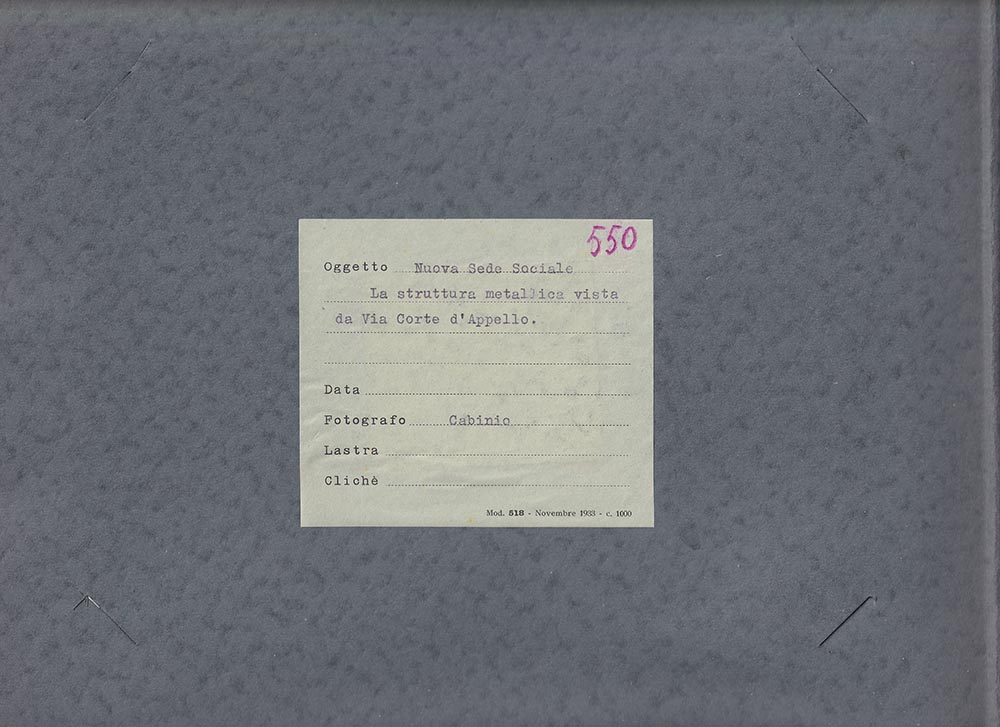 550
Oggetto Nuova Sede Sociale
La struttura metallica vista
da Via Corte d'Appello.
Data
Fotografo Cabinio
Lastra
Clichè
Mod. 518 - Novembre 1933 - c. 1000